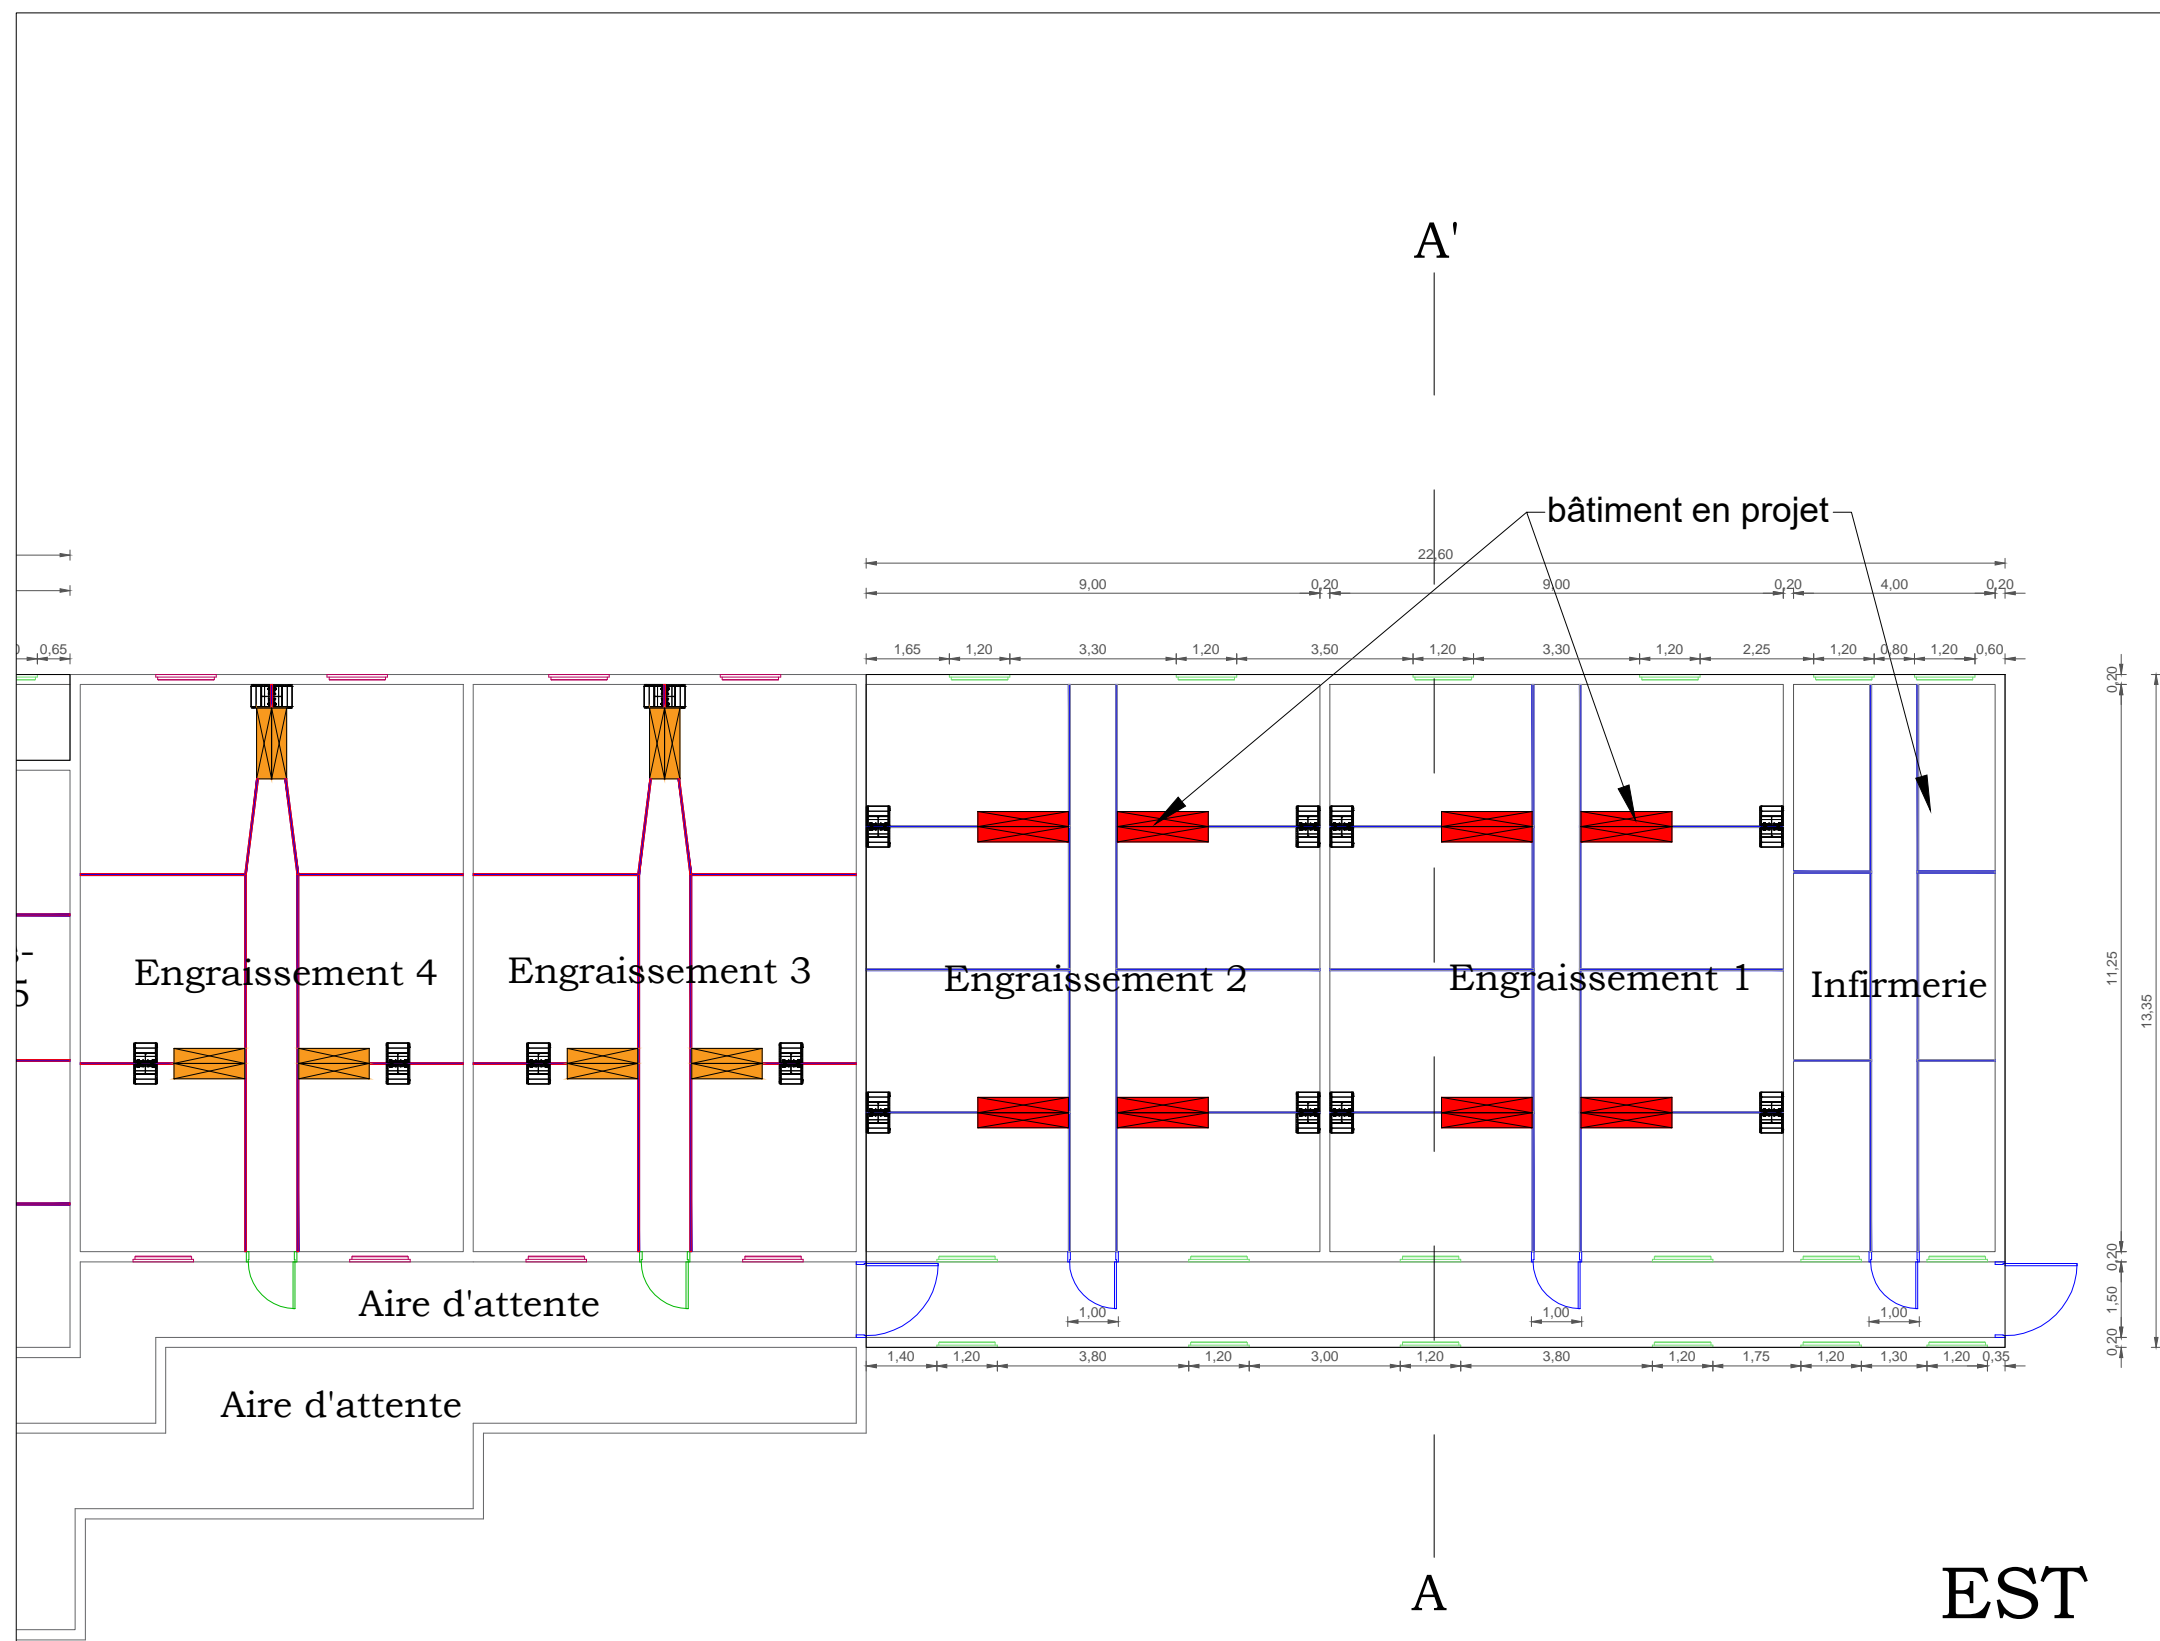 A'
bâtiment en projet
22,60
9,00 0,20 9,00 0,20 4,00 0,20
0,65 1,65 1,20 3,30 1,20 3,50 1,20 3,30 1,20 2,25 1,20 0,80 1,20 0,60
0,20
11,25
13,35
0,20
1,50
0,20
5
Engraissement 4
Engraissement 3
Engraissement 2
Engraissement 1
Infirmerie
Aire d'attente
1,00 1,00 1,00
1,40 1,20 3,80 1,20 3,00 1,20 3,80 1,20 1,75 1,20 1,30 1,20 0,35
Aire d'attente
A
EST